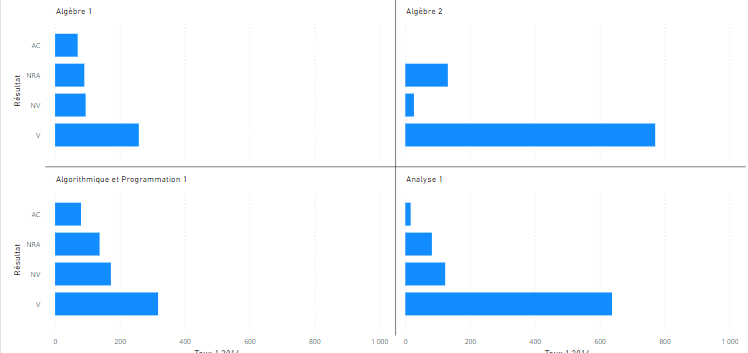 Algèbre 1
Algèbre 2
Résultat
AC
NRA
NV
V
Algorithmique et Programmation 1
Analyse 1
Résultat
AC
NRA
NV
V
0 200 400 600 800 1 000
0 200 400 600 800 1 000